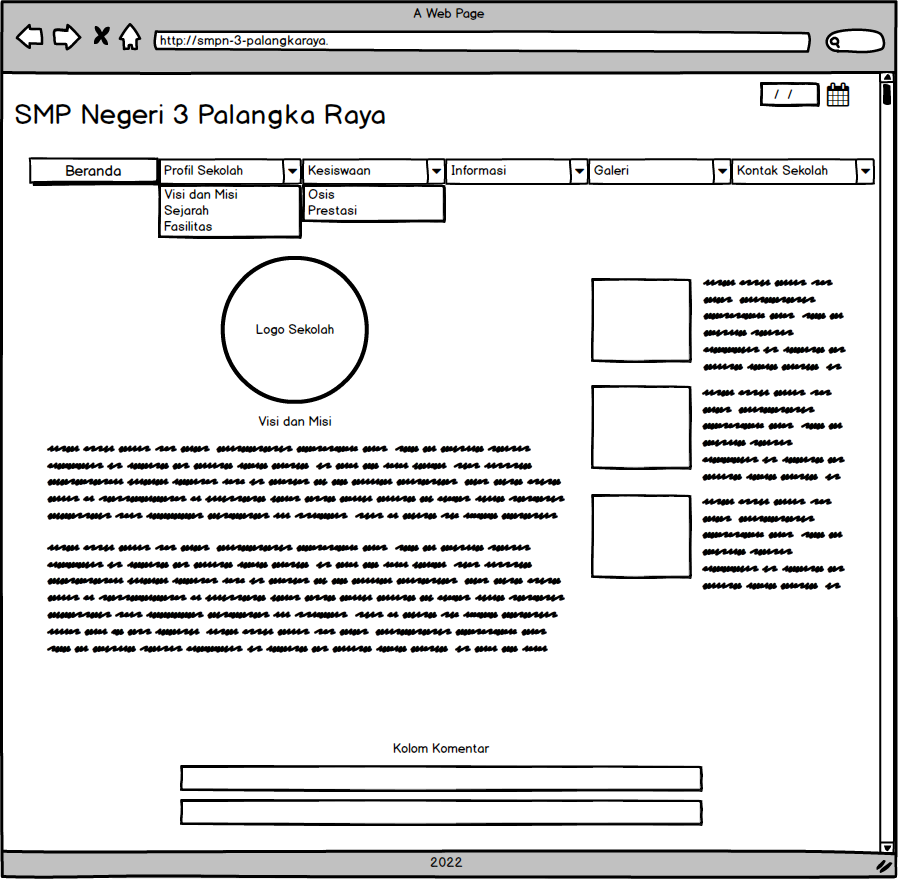 A Web Page
http://smpn-3-palangkaraya.
/ /
SMP Negeri 3 Palangka Raya
Beranda
Profil Sekolah
Kesiswaan
Informasi
Galeri
Kontak Sekolah
Visi dan Misi
Sejarah
Fasilitas
Osis
Prestasi
Logo Sekolah
Visi dan Misi
Kolom Komentar
2022